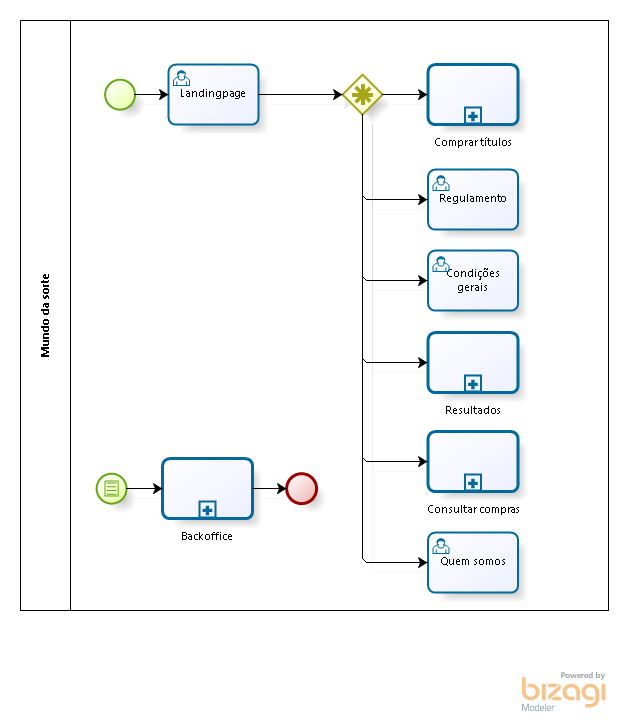 Mundo da sorte
Landingpage
Comprar títulos
Regulamento
Condições
gerais
Resultados
Consultar compras
Backoffice
Quem somos
Powered by
bizagi
Modeler